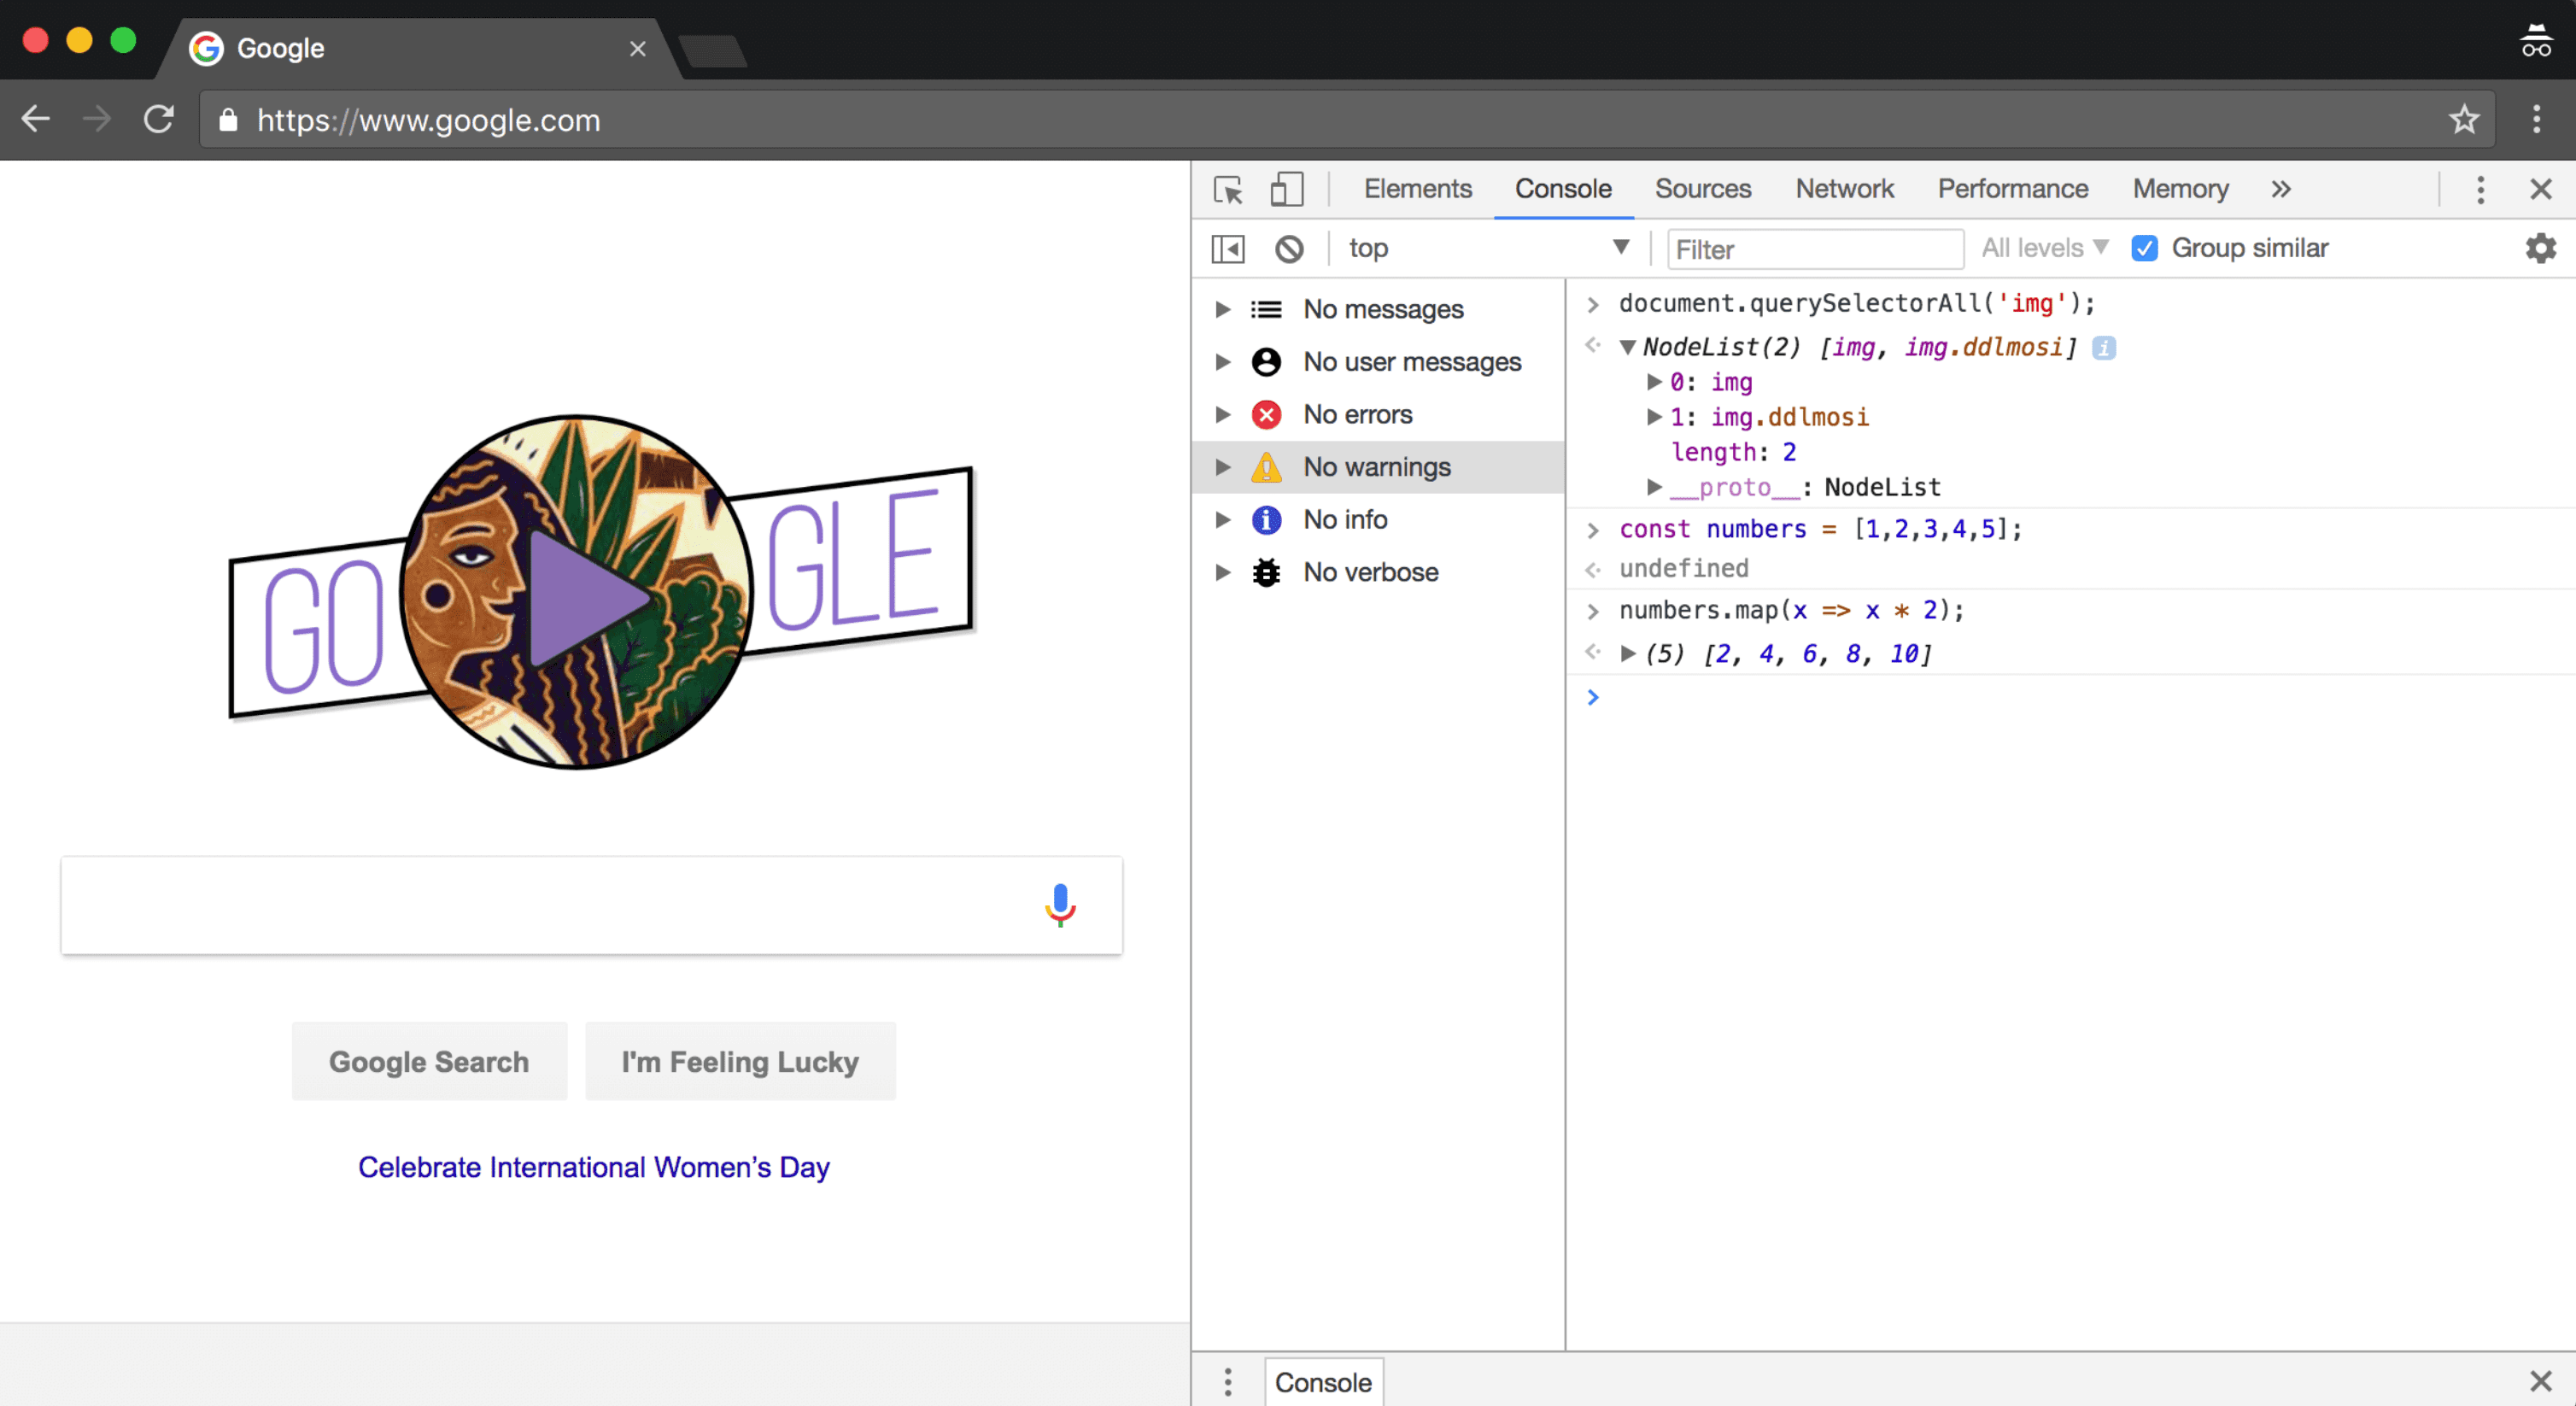 Google
https://www.google.com
GO GLE
Google Search
I'm Feeling Lucky
Celebrate International Women’s Day
Elements Console Sources Network Performance Memory
top Filter All levels Group similar
No messages
No user messages
No errors
No warnings
No info
No verbose
document.querySelectorAll('img');
NodeList(2) [img, img.ddlmosi]
0: img
1: img.ddlmosi
length: 2
__proto__: NodeList
const numbers = [1,2,3,4,5];
undefined
numbers.map(x => x * 2);
(5) [2, 4, 6, 8, 10]
Console